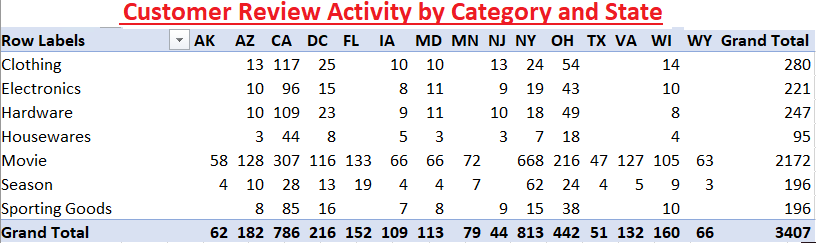 Customer Review Activity by Category and State
Row Labels AK AZ CA DC FL IA MD MN NJ NY OH TX VA WI WY Grand Total
Clothing 13 117 25 10 10 13 24 54 14 280
Electronics 10 96 15 8 11 9 19 43 10 221
Hardware 10 109 23 9 11 10 18 49 8 247
Housewares 3 44 8 5 3 3 7 18 4 95
Movie 58 128 307 116 133 66 66 72 668 216 47 127 105 63 2172
Season 4 10 28 13 19 4 4 7 62 24 4 5 9 3 196
Sporting Goods 8 85 16 7 8 9 15 38 10 196
Grand Total 62 182 786 216 152 109 113 79 44 813 442 51 132 160 66 3407